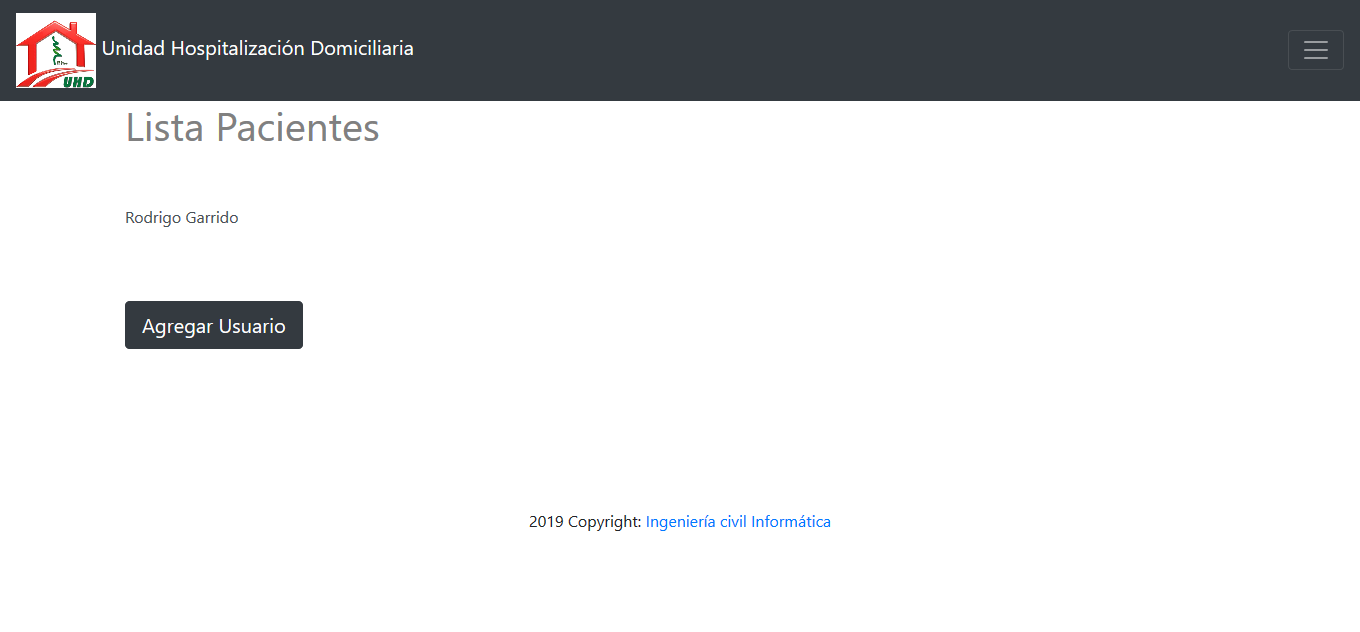 Unidad Hospitalización Domiciliaria
UHD
Lista Pacientes
Rodrigo Garrido
Agregar Usuario
2019 Copyright: Ingeniería civil Informática